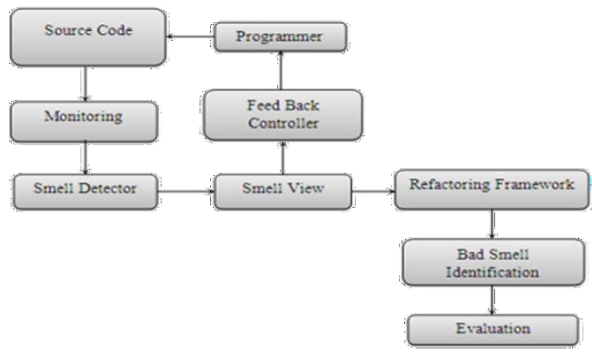 Source Code
Programmer
Monitoring
Feed Back
Controller
Smell Detector
Smell View
Refactoring Framework
Bad Smell
Identification
Evaluation